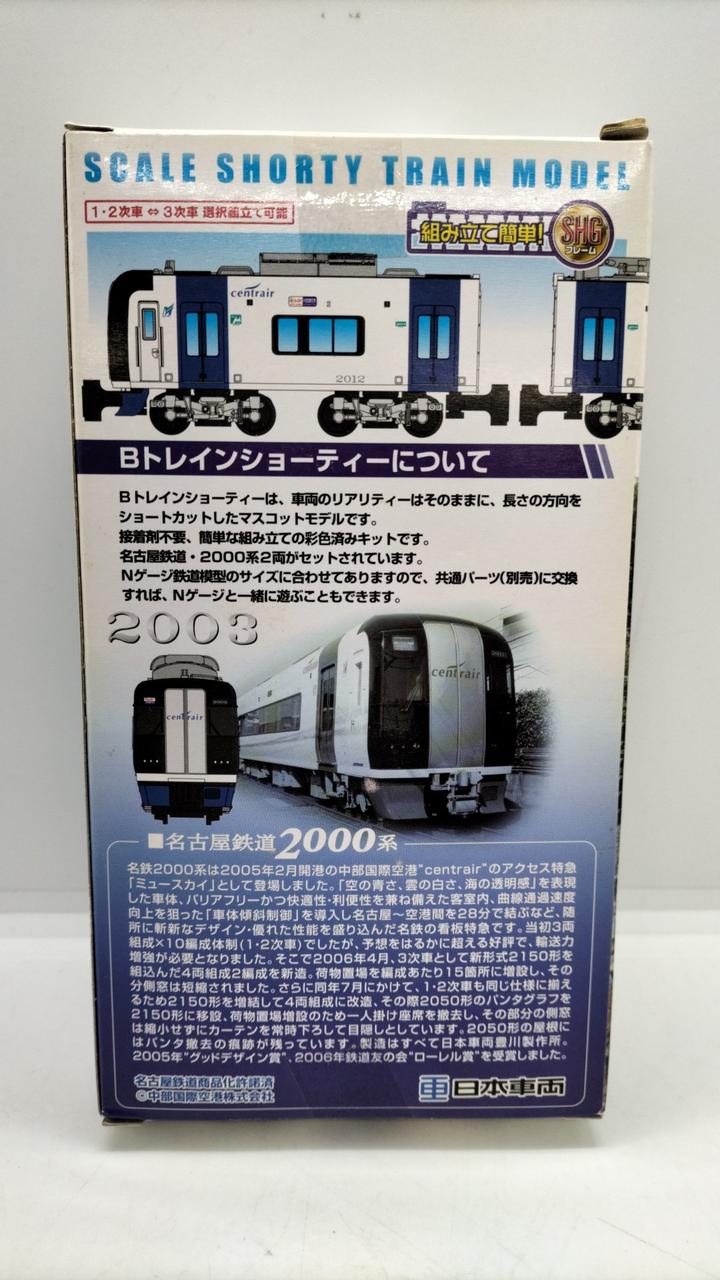 SCALE SHORTY TRAIN MODEL
1・2次車 ⇔ 3次車 選択組立て可能
組み立て簡単!
SHG
フレーム
centrair
2012
Bトレインショーティーについて
Bトレインショーティーは、車両のリアリティーはそのままに、長さの方向を
ショートカットしたマスコットモデルです。
接着剤不要、簡単な組み立ての彩色済みキットです。
名古屋鉄道・2000系2両がセットされています。
Nゲージ鉄道模型のサイズに合わせてありますので、共通パーツ(別売)に交換
すれば、Nゲージと一緒に遊ぶこともできます。
2003
centrair
centrair
■名古屋鉄道2000系
名鉄2000系は2005年2月開港の中部国際空港"centrair"のアクセス特急
「ミュースカイ」として登場しました。「空の青さ、雲の白さ、海の透明感」を表現
した車体、バリアフリーかつ快適性・利便性を兼ね備えた客室内、曲線通過速度
向上を狙った「車体傾斜制御」を導入し名古屋〜空港間を28分で結ぶなど、随
所に斬新なデザイン・優れた性能を盛り込んだ名鉄の看板特急です。当初3両
組成×10編成体制(1・2次車)でしたが、予想をはるかに超える好評で、輸送力
増強が必要となりました。そこで2006年4月、3次車として新形式2150形を
組込んだ4両組成2編成を新造。荷物置場を編成あたり15箇所に増設し、その
分側窓は短縮されました。さらに同年7月にかけて、1・2次車も同じ仕様に揃え
るため2150形を増結して4両組成に改造、その際2050形のパンタグラフを
2150形に移設、荷物置場増設のため一人掛け座席を撤去し、その部分の側窓
は縮小せずにカーテンを常時下ろして目隠しとしています。2050形の屋根に
はパンタ撤去の痕跡が残っています。製造はすべて日本車両豊川製作所。
2005年"グッドデザイン賞"、2006年鉄道友の会"ローレル賞"を受賞しました。
名古屋鉄道商品化許諾済
©中部国際空港株式会社
日本車両